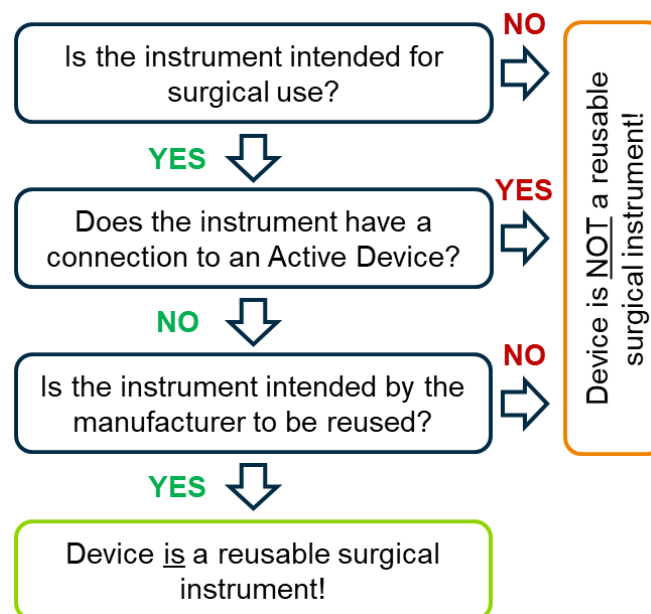 Is the instrument intended for
surgical use?
NO
YES
Does the instrument have a
connection to an Active Device?
YES
NO
Is the instrument intended by the
manufacturer to be reused?
NO
YES
Device is a reusable surgical
instrument!
Device is NOT a reusable
surgical instrument!